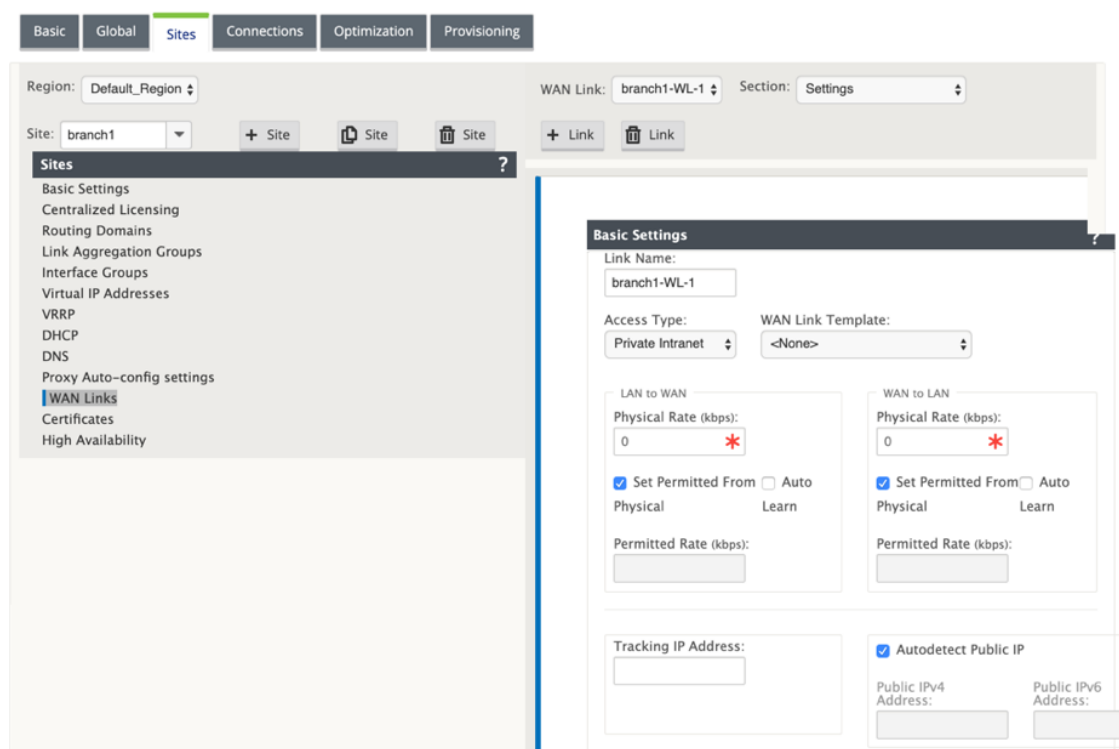 Basic Global Sites Connections Optimization Provisioning
Region: Default_Region
WAN Link: branch1-WL-1 Section: Settings
Site: branch1 + Site Site Site
+ Link Link
Sites ?
Basic Settings
Centralized Licensing
Routing Domains
Link Aggregation Groups
Interface Groups
Virtual IP Addresses
VRRP
DHCP
DNS
Proxy Auto-config settings
WAN Links
Certificates
High Availability
Basic Settings ?
Link Name:
branch1-WL-1
Access Type: WAN Link Template:
Private Intranet <None>
LAN to WAN
Physical Rate (kbps):
0 *
Set Permitted From Auto
Physical Learn
Permitted Rate (kbps):
WAN to LAN
Physical Rate (kbps):
0 *
Set Permitted From Auto
Physical Learn
Permitted Rate (kbps):
Tracking IP Address:
Autodetect Public IP
Public IPv4 Public IPv6
Address: Address: